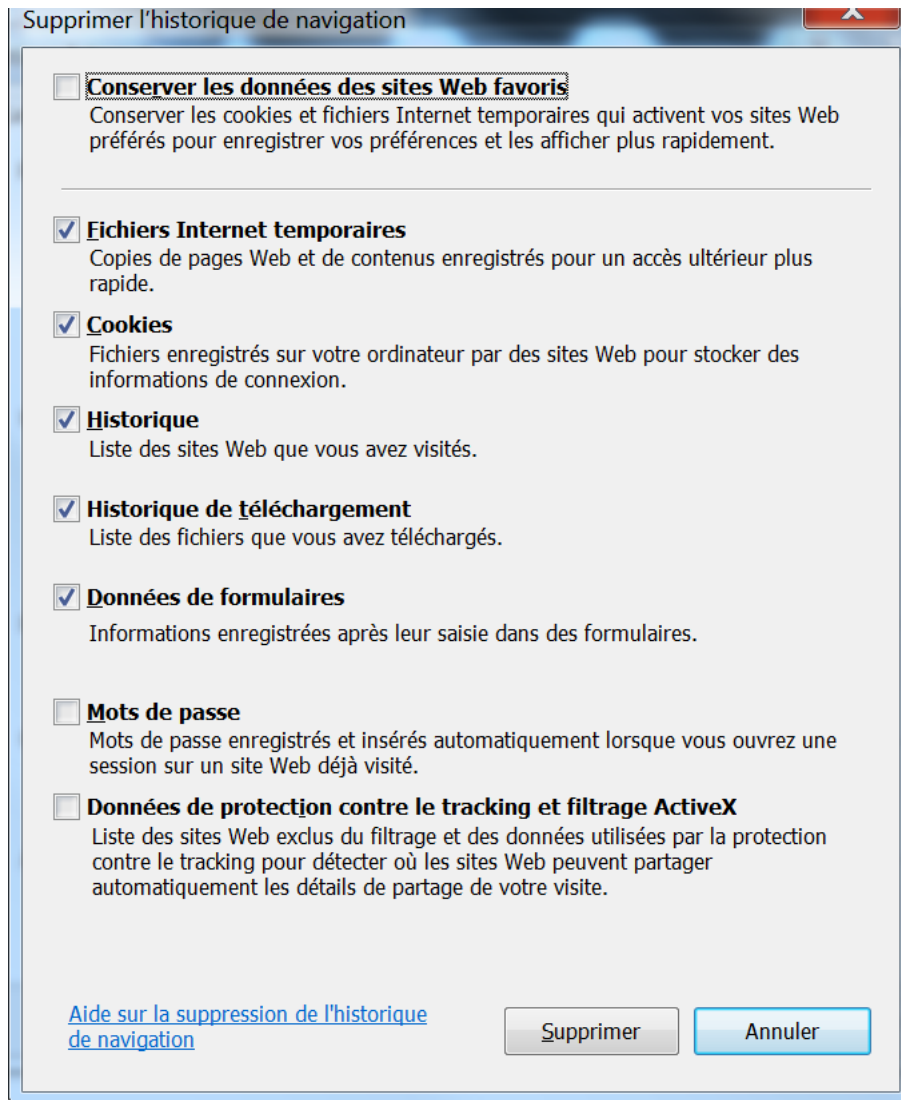 Supprimer l'historique de navigation
Conserver les données des sites Web favoris
Conserver les cookies et fichiers Internet temporaires qui activent vos sites Web
préférés pour enregistrer vos préférences et les afficher plus rapidement.
Fichiers Internet temporaires
Copies de pages Web et de contenus enregistrés pour un accès ultérieur plus
rapide.
Cookies
Fichiers enregistrés sur votre ordinateur par des sites Web pour stocker des
informations de connexion.
Historique
Liste des sites Web que vous avez visités.
Historique de téléchargement
Liste des fichiers que vous avez téléchargés.
Données de formulaires
Informations enregistrées après leur saisie dans des formulaires.
Mots de passe
Mots de passe enregistrés et insérés automatiquement lorsque vous ouvrez une
session sur un site Web déjà visité.
Données de protection contre le tracking et filtrage ActiveX
Liste des sites Web exclus du filtrage et des données utilisées par la protection
contre le tracking pour détecter où les sites Web peuvent partager
automatiquement les détails de partage de votre visite.
Aide sur la suppression de l'historique
de navigation
Supprimer
Annuler